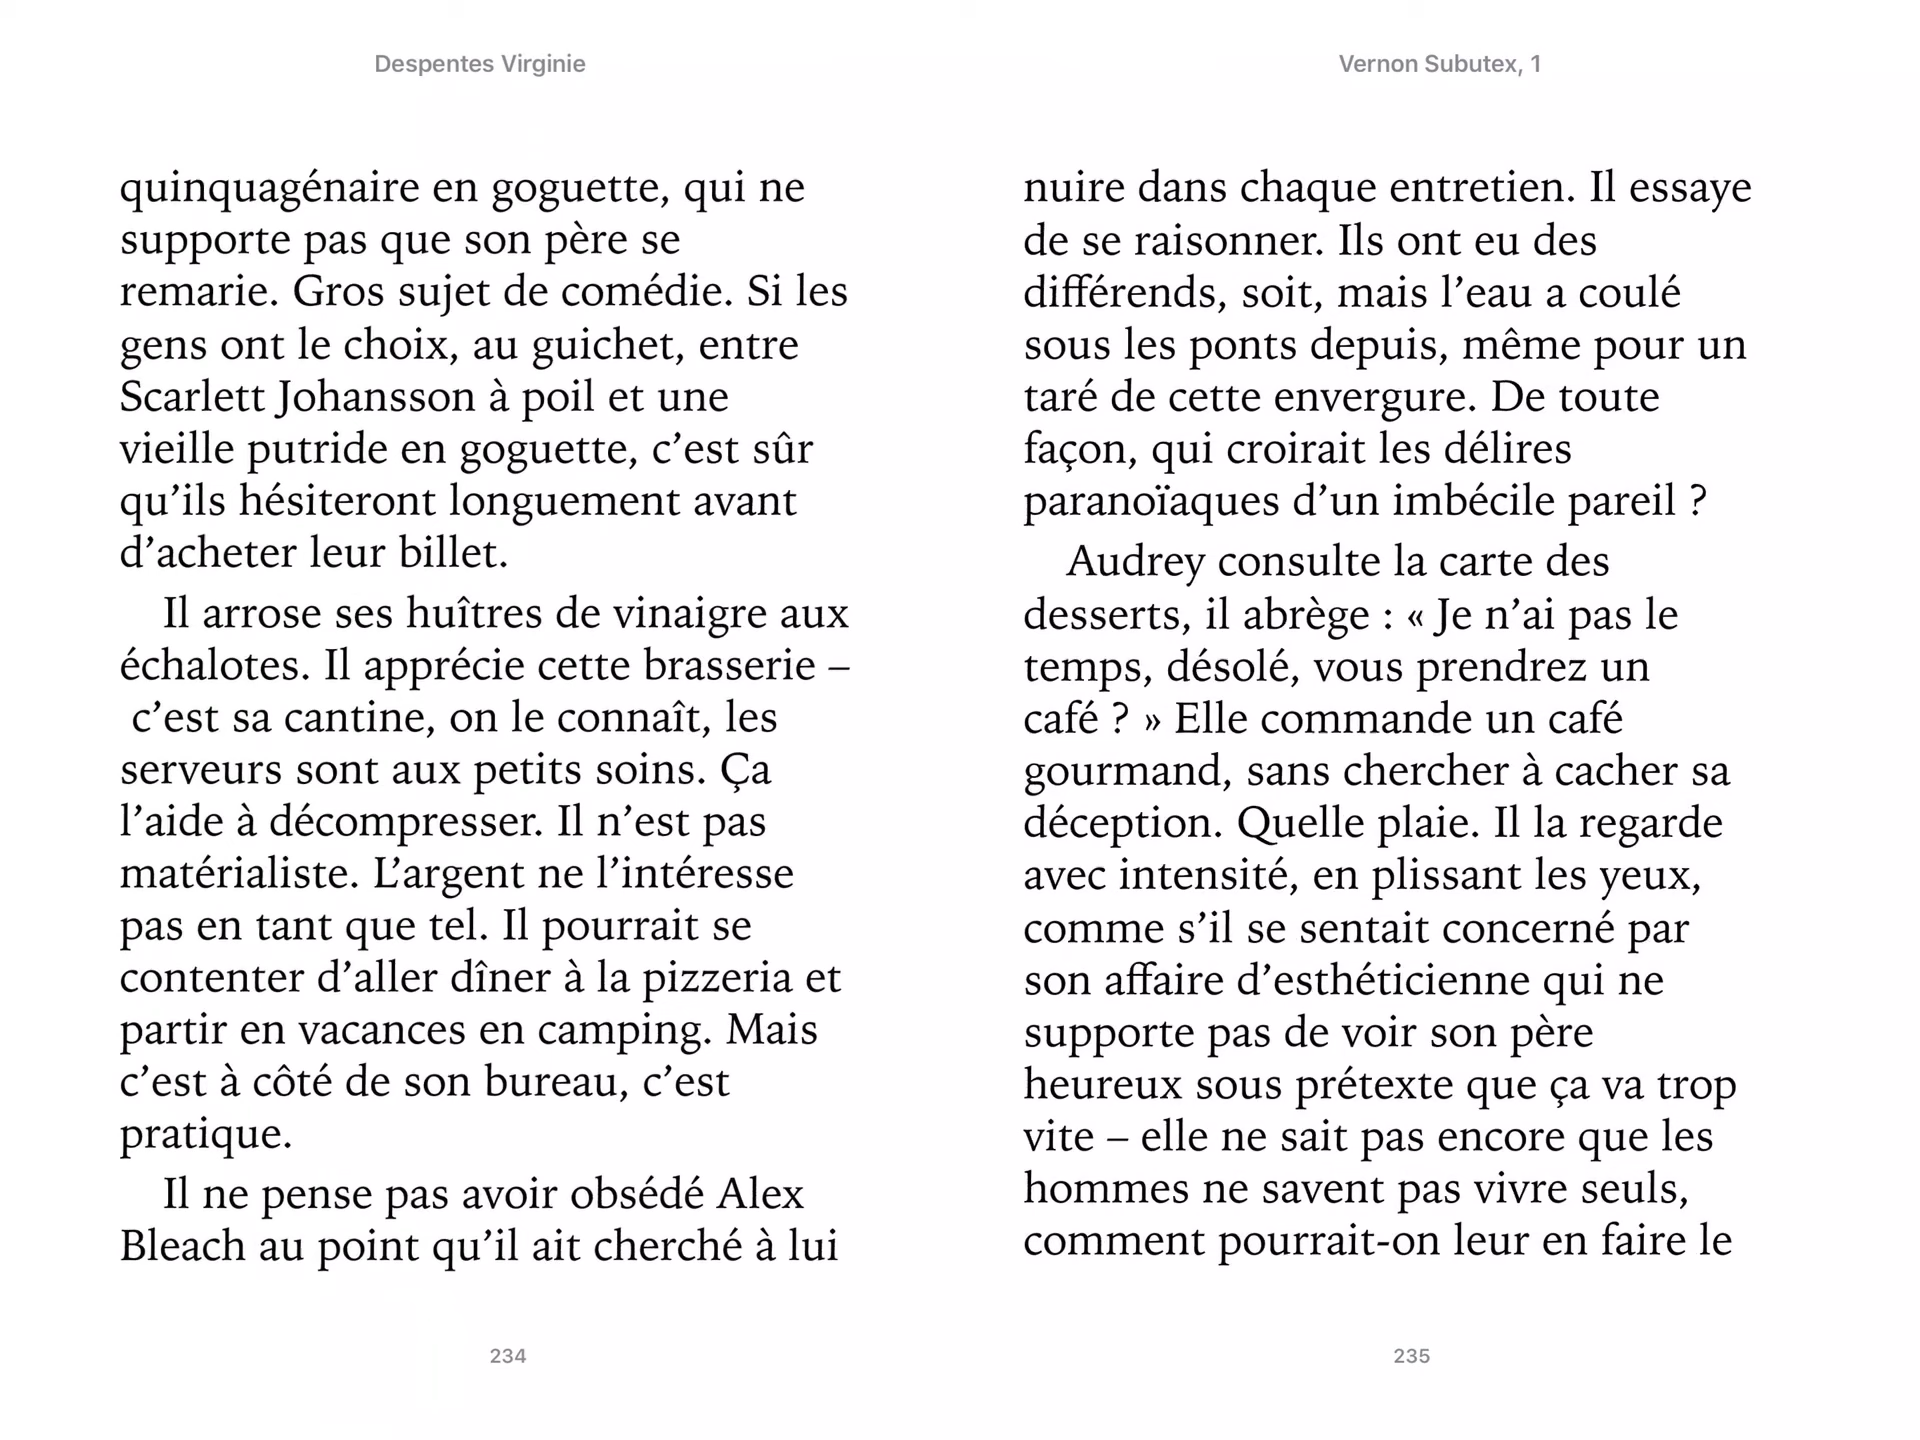 Despentes Virginie
quinquagénaire en goguette, qui ne
supporte pas que son père se
remarie. Gros sujet de comédie. Si les
gens ont le choix, au guichet, entre
Scarlett Johansson à poil et une
vieille putride en goguette, c’est sûr
qu’ils hésiteront longuement avant
d’acheter leur billet.
Il arrose ses huîtres de vinaigre aux
échalotes. Il apprécie cette brasserie –
c’est sa cantine, on le connaît, les
serveurs sont aux petits soins. Ça
l’aide à décompresser. Il n’est pas
matérialiste. L’argent ne l’intéresse
pas en tant que tel. Il pourrait se
contenter d’aller dîner à la pizzeria et
partir en vacances en camping. Mais
c’est à côté de son bureau, c’est
pratique.
Il ne pense pas avoir obsédé Alex
Bleach au point qu’il ait cherché à lui
234
Vernon Subutex, 1
nuire dans chaque entretien. Il essaye
de se raisonner. Ils ont eu des
différends, soit, mais l’eau a coulé
sous les ponts depuis, même pour un
taré de cette envergure. De toute
façon, qui croirait les délires
paranoïaques d’un imbécile pareil ?
Audrey consulte la carte des
desserts, il abrège : « Je n’ai pas le
temps, désolé, vous prendrez un
café ? » Elle commande un café
gourmand, sans chercher à cacher sa
déception. Quelle plaie. Il la regarde
avec intensité, en plissant les yeux,
comme s’il se sentait concerné par
son affaire d’esthéticienne qui ne
supporte pas de voir son père
heureux sous prétexte que ça va trop
vite – elle ne sait pas encore que les
hommes ne savent pas vivre seuls,
comment pourrait-on leur en faire le
235